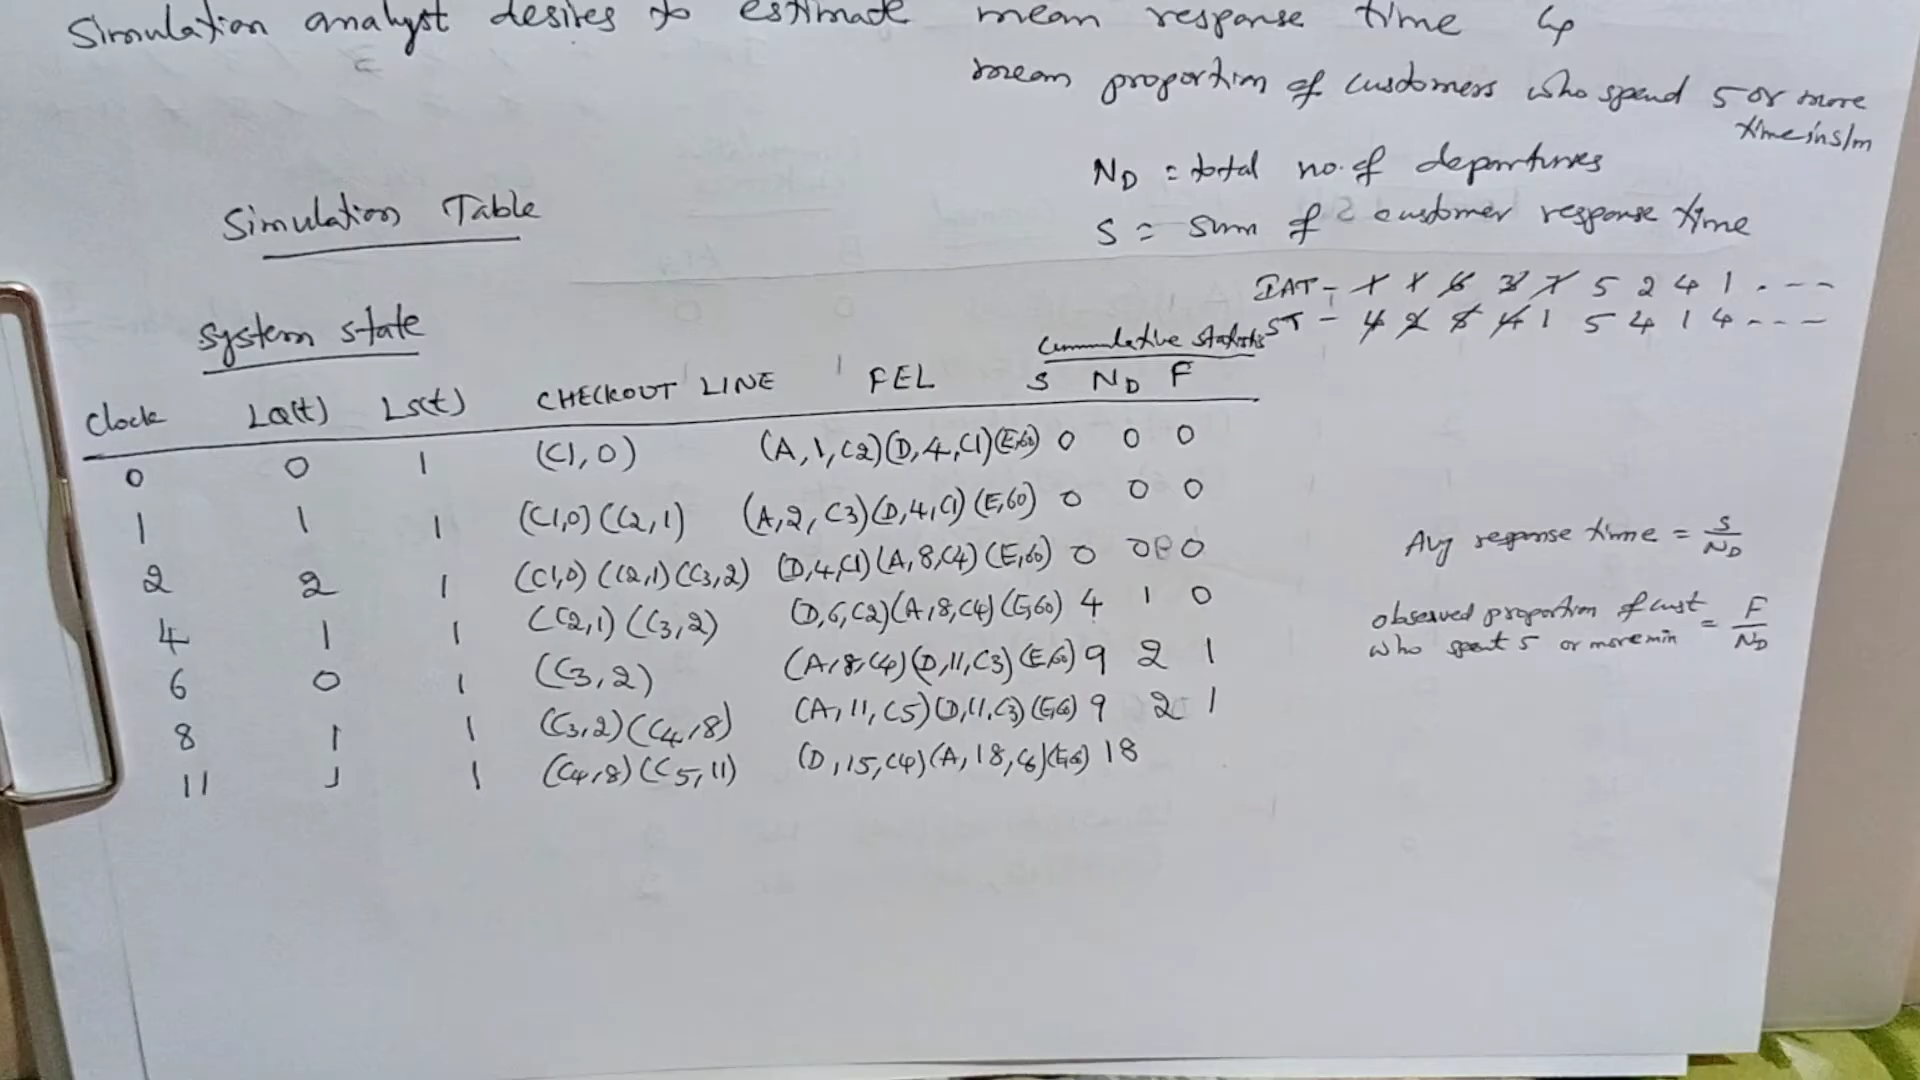 Simulation analyst desires to estimate mean response time &
mean proportion of customers who spend 5 or more
time in s/m
ND = total no. of departures
S = Sum of customer response time
Simulation Table
IAT - 1 1 6 3 7 5 2 4 1 . ---
ST - 4 2 5 4 1 5 4 1 4 ---
System state
Cummulative Statistics
Clock LQ(t) LS(t) CHECKOUT LINE FEL S ND F
0 0 1 (C1,0) (A,1,C2)(D,4,C1)(E,60) 0 0 0
1 1 1 (C1,0)(C2,1) (A,2,C3)(D,4,C1)(E,60) 0 0 0
2 2 1 (C1,0)(C2,1)(C3,2) (D,4,C1)(A,8,C4)(E,60) 0 0 0
4 1 1 (C2,1)(C3,2) (D,6,C2)(A,8,C4)(E,60) 4 1 0
6 0 1 (C3,2) (A,8,C4)(D,11,C3)(E,60) 9 2 1
8 1 1 (C3,2)(C4,8) (A,11,C5)(D,11,C3)(E,60) 9 2 1
11 1 1 (C4,8)(C5,11) (D,15,C4)(A,18,C6)(E,60) 18
Avg response time = S/ND
observed proportion of cust
who spent 5 or more min = F/ND